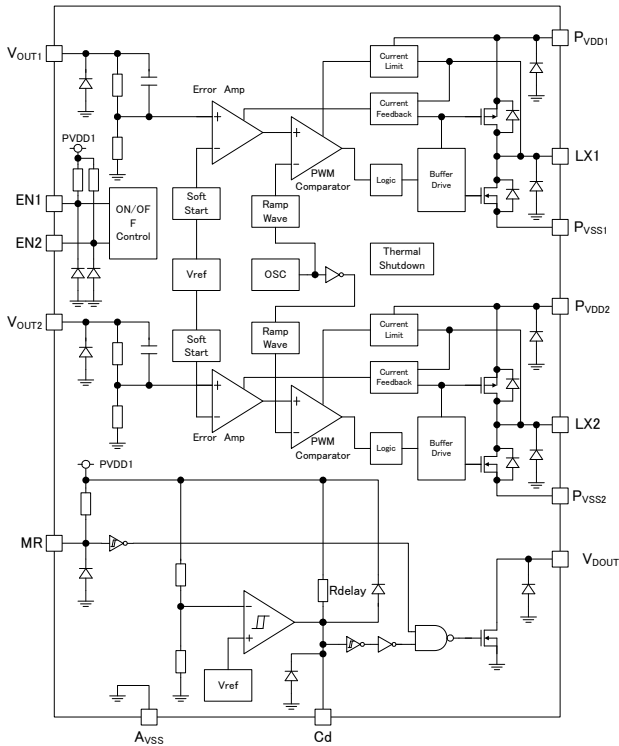 VOUT1
PVDD1
Current
Limit
Error Amp
Current
Feedback
PVDD1
LX1
EN1
ON/OF
F
Control
EN2
Soft
Start
Ramp
Wave
PWM
Comparator
Logic
Buffer
Drive
PVSS1
Vref
OSC
Thermal
Shutdown
PVDD2
VOUT2
Soft
Start
Ramp
Wave
Current
Limit
Current
Feedback
Error Amp
PWM
Comparator
Logic
Buffer
Drive
LX2
PVDD1
PVSS2
MR
VDOUT
Rdelay
Vref
AVSS
Cd